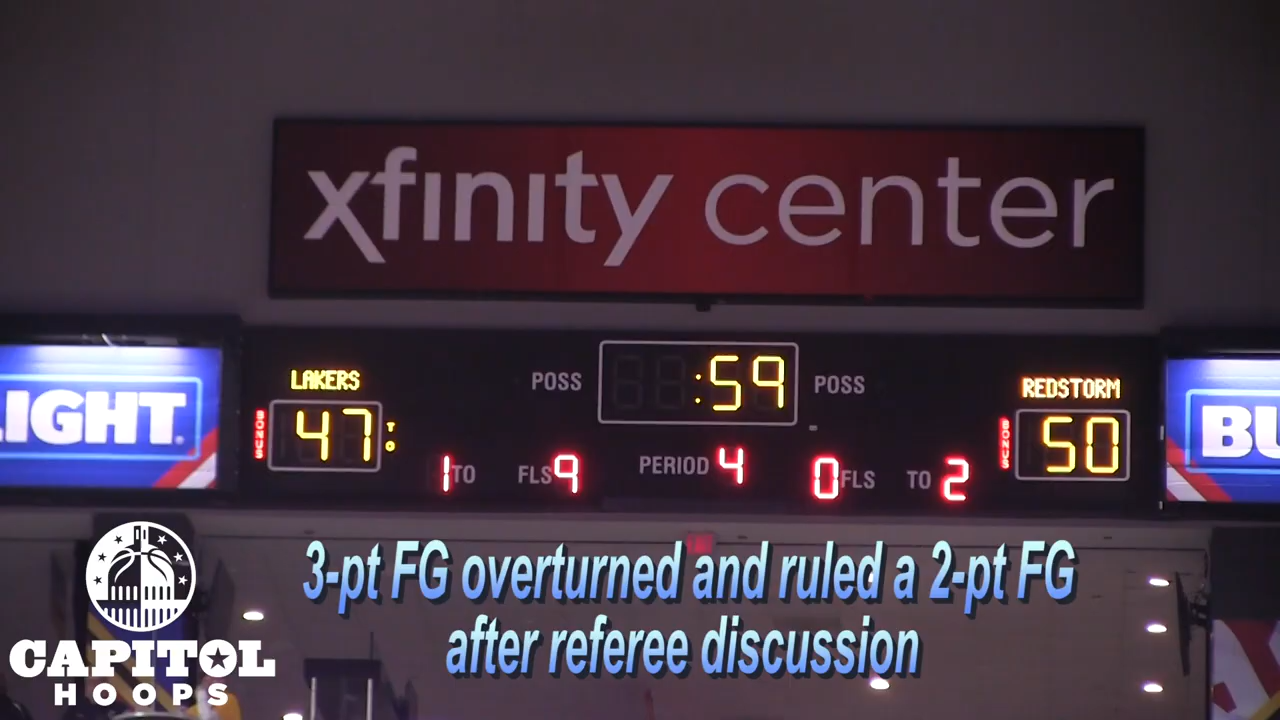 xfinity center
LIGHT
BU
LAKERS
POSS
:59
POSS
REDSTORM
BONUS
47
TO
BONUS
50
1 TO
FLS 9
PERIOD 4
0 FLS
TO 2
3-pt FG overturned and ruled a 2-pt FG
after referee discussion
CAPITOL
HOOPS